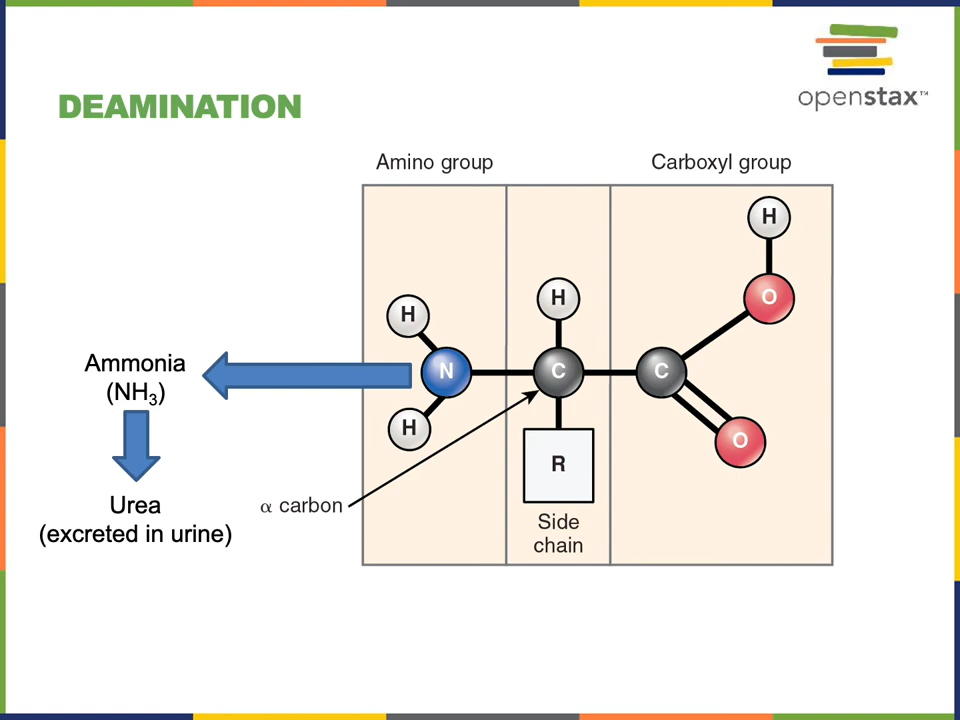 openstax™
DEAMINATION
Amino group
Carboxyl group
H
H
H
O
Ammonia
(NH₃)
N
C
C
H
O
R
Urea
(excreted in urine)
α carbon
Side
chain